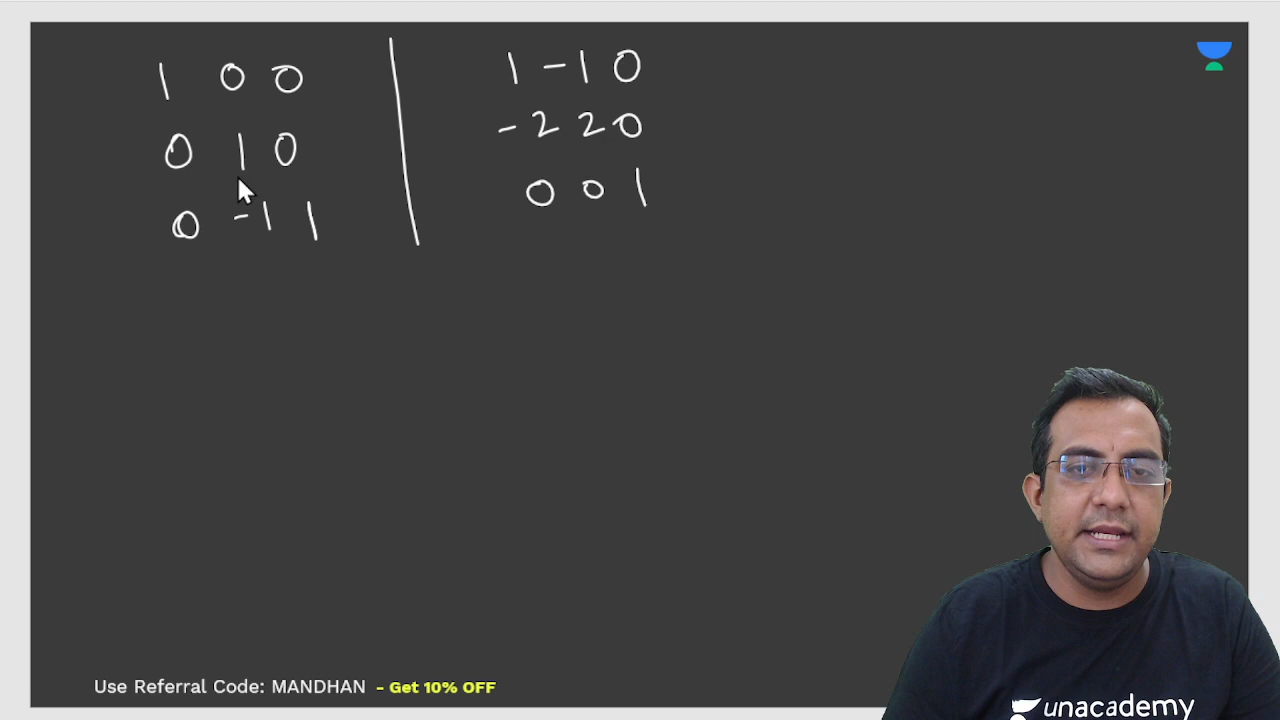 1 0 0 | 1 -1 0
0 1 0 | -2 2 0
0 -1 1 | 0 0 1
Use Referral Code: MANDHAN - Get 10% OFF
unacademy